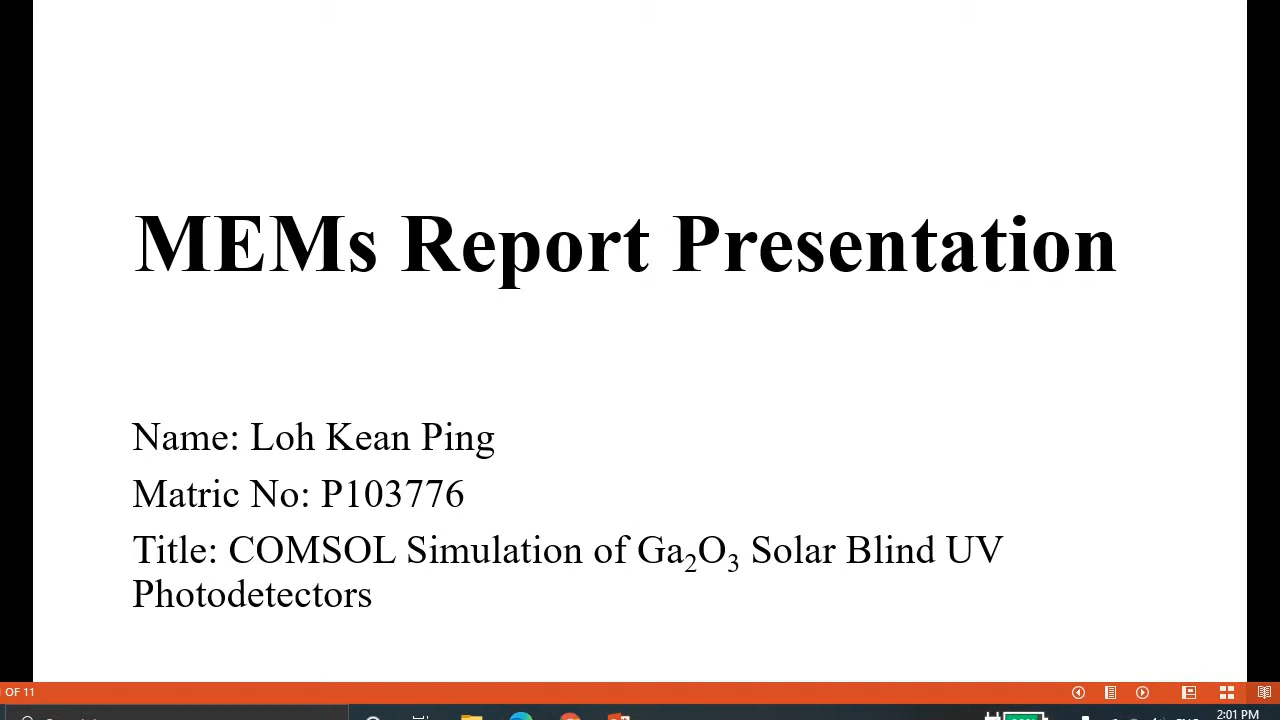 MEMs Report Presentation
Name: Loh Kean Ping
Matric No: P103776
Title: COMSOL Simulation of Ga₂O₃ Solar Blind UV
Photodetectors
OF 11
2:01 PM